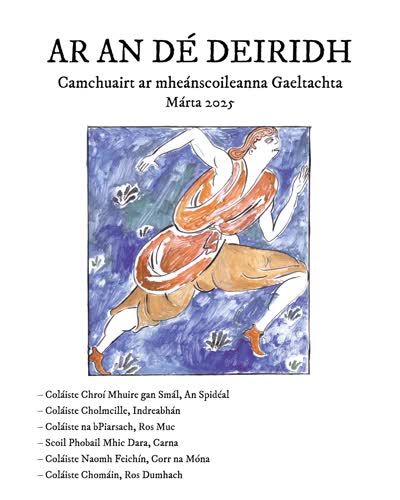 AR AN DÉ DEIRIDH
Camchuairt ar mheánscoileanna Gaeltachta
Márta 2025
– Coláiste Chroí Mhuire gan Smál, An Spidéal
– Coláiste Cholmcille, Indreabhán
– Coláiste na bPiarsach, Ros Muc
– Scoil Phobail Mhic Dara, Carna
– Coláiste Naomh Feichín, Corr na Móna
– Coláiste Chomáin, Ros Dumhach